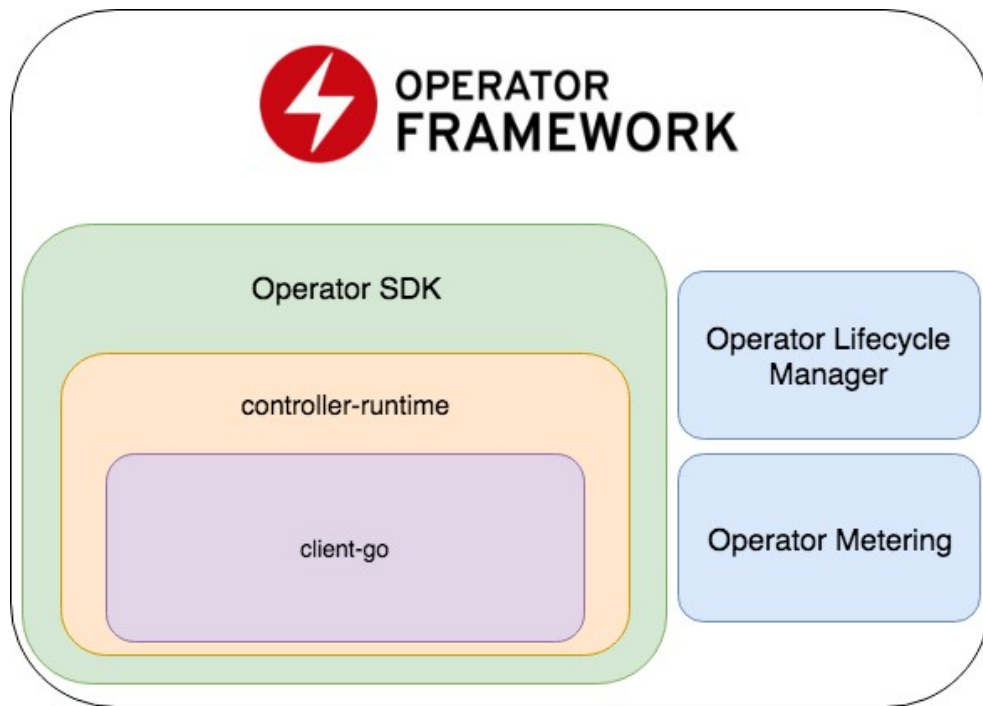 OPERATOR
FRAMEWORK
Operator SDK
controller-runtime
client-go
Operator Lifecycle
Manager
Operator Metering